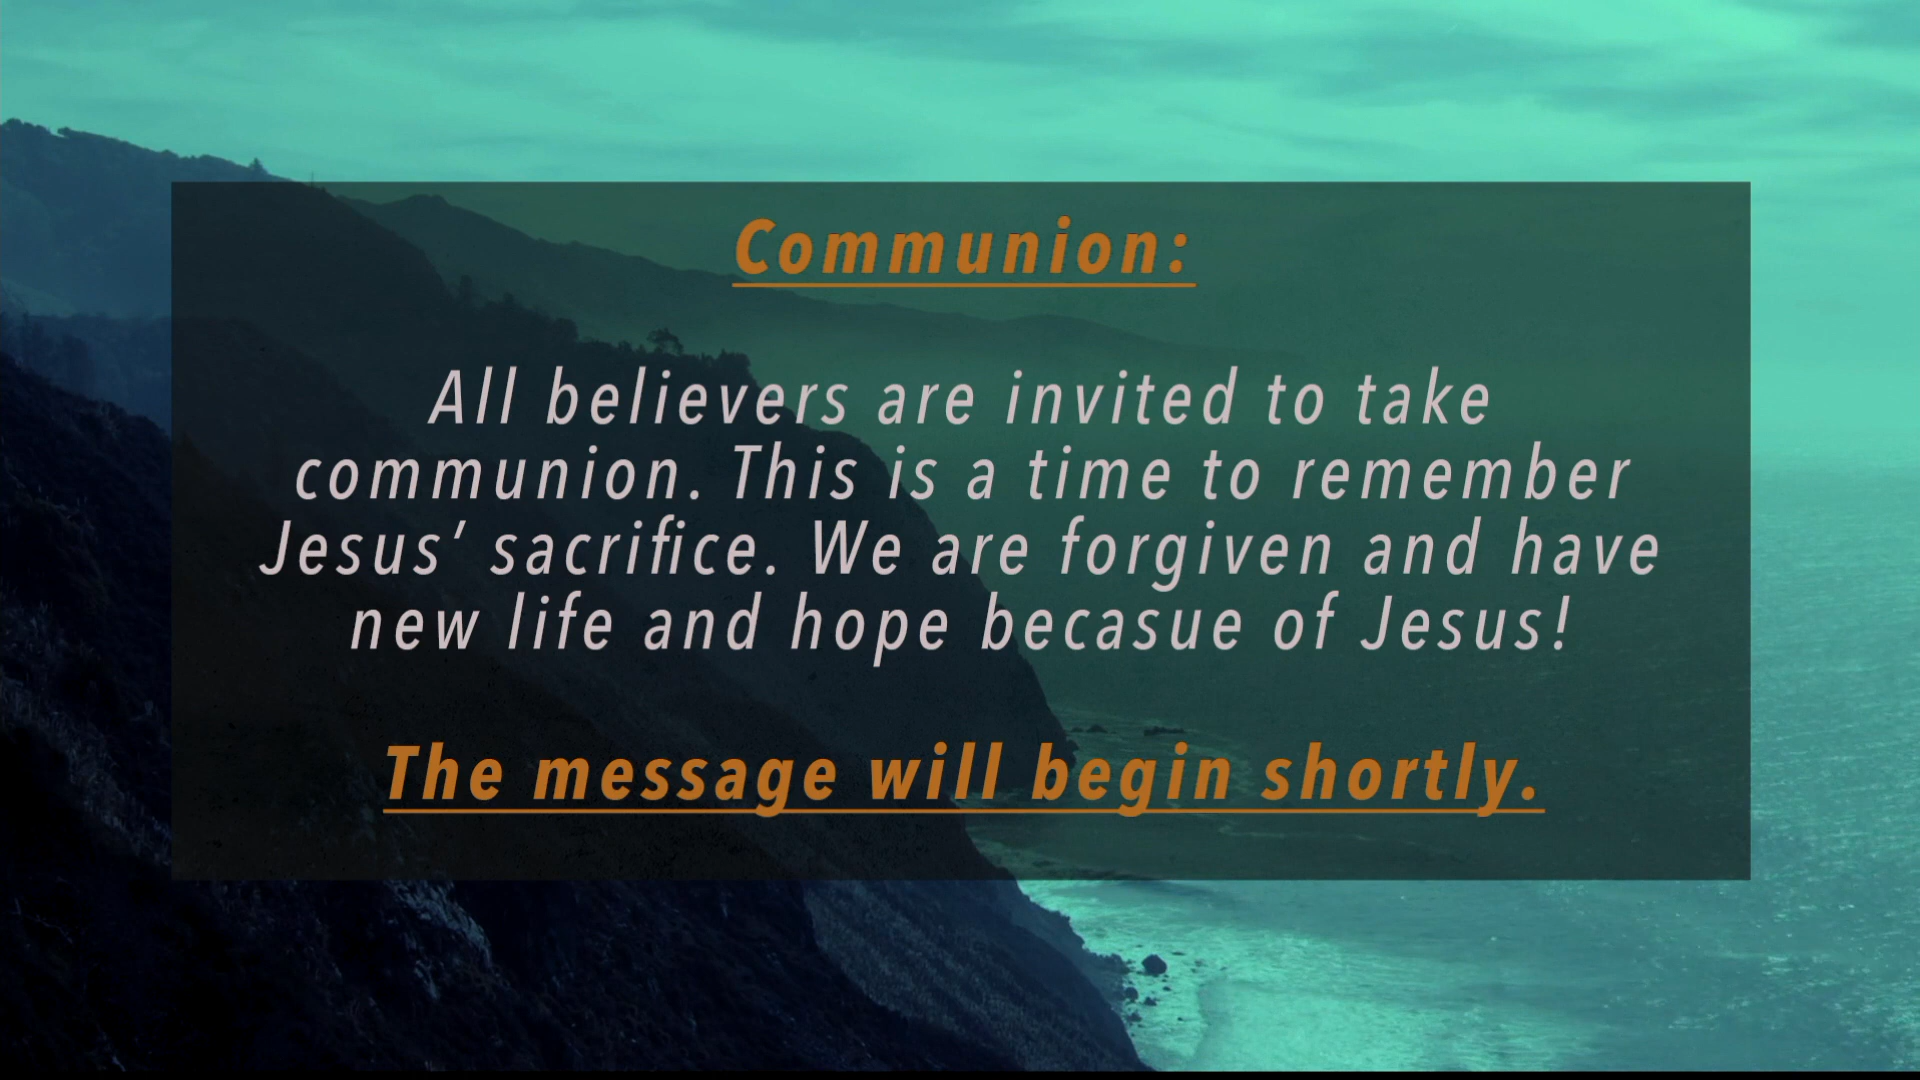 Communion:
All believers are invited to take
communion. This is a time to remember
Jesus’ sacrifice. We are forgiven and have
new life and hope becasue of Jesus!
The message will begin shortly.